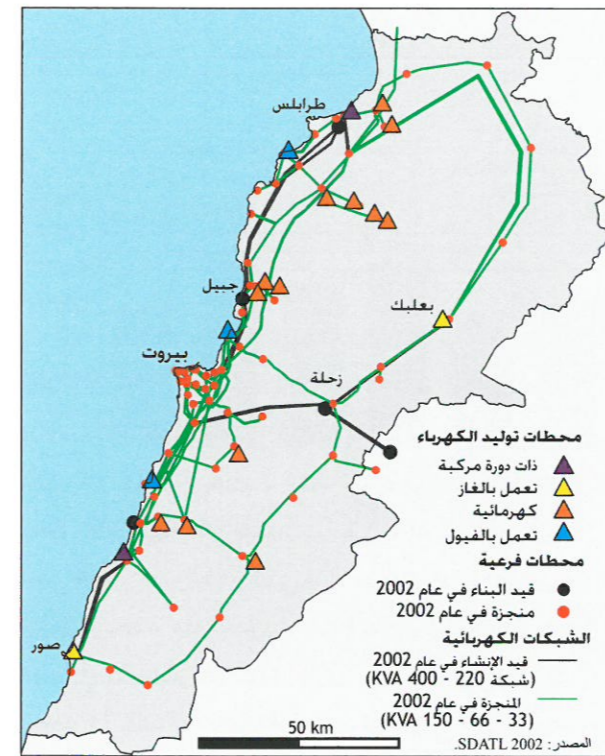 طرابلس
جبيل
بعلبك
بيروت
زحلة
صور
محطات توليد الكهرباء
ذات دورة مركبة
تعمل بالغاز
كهرمائية
تعمل بالفيول
محطات فرعية
قيد البناء في عام 2002
منجزة في عام 2002
الشبكات الكهربائية
قيد الإنشاء في عام 2002
(شبكة 220 - 400 KVA)
المنجزة في عام 2002
(33 - 66 - 150 KVA)
50 km
المصدر: SDATL 2002.